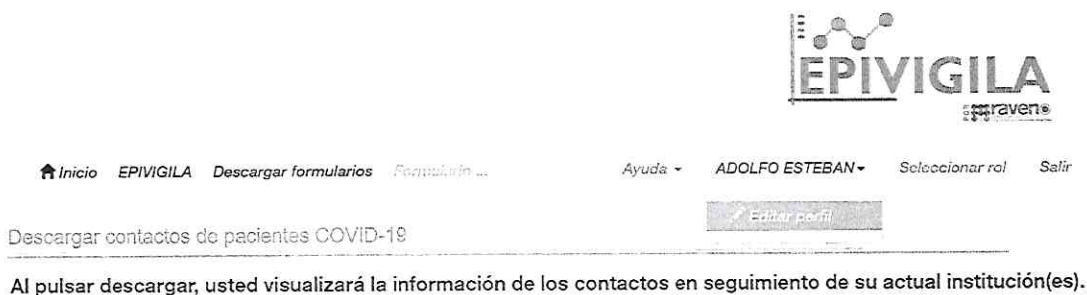 EPIVIGILA
raven
Inicio EPIVIGILA Descargar formularios Formulario ... Ayuda ADOLFO ESTEBAN Seleccionar rol Salir
Editar perfil
Descargar contactos de pacientes COVID-19
Al pulsar descargar, usted visualizará la información de los contactos en seguimiento de su actual institución(es).